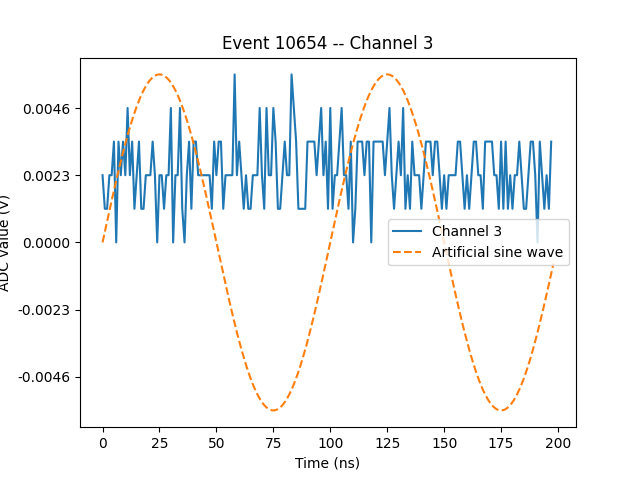 Event 10654 -- Channel 3
ADC Value (V)
0.0046
0.0023
0.0000
-0.0023
-0.0046
Channel 3
Artificial sine wave
0 25 50 75 100 125 150 175 200
Time (ns)